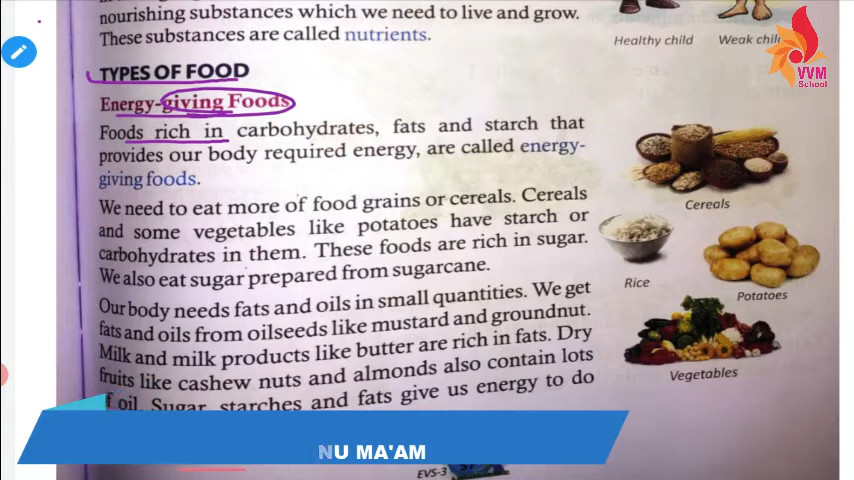 nourishing substances which we need to live and grow.
These substances are called nutrients.
Healthy child Weak child
VVM
School
TYPES OF FOOD
Energy-giving Foods
Foods rich in carbohydrates, fats and starch that
provides our body required energy, are called energy-
giving foods.
We need to eat more of food grains or cereals. Cereals
and some vegetables like potatoes have starch or
carbohydrates in them. These foods are rich in sugar.
We also eat sugar prepared from sugarcane.
Our body needs fats and oils in small quantities. We get
fats and oils from oilseeds like mustard and groundnut.
Milk and milk products like butter are rich in fats. Dry
fruits like cashew nuts and almonds also contain lots
of oil. Sugar, starches and fats give us energy to do
Cereals
Rice
Potatoes
Vegetables
NU MA'AM
EVS-3